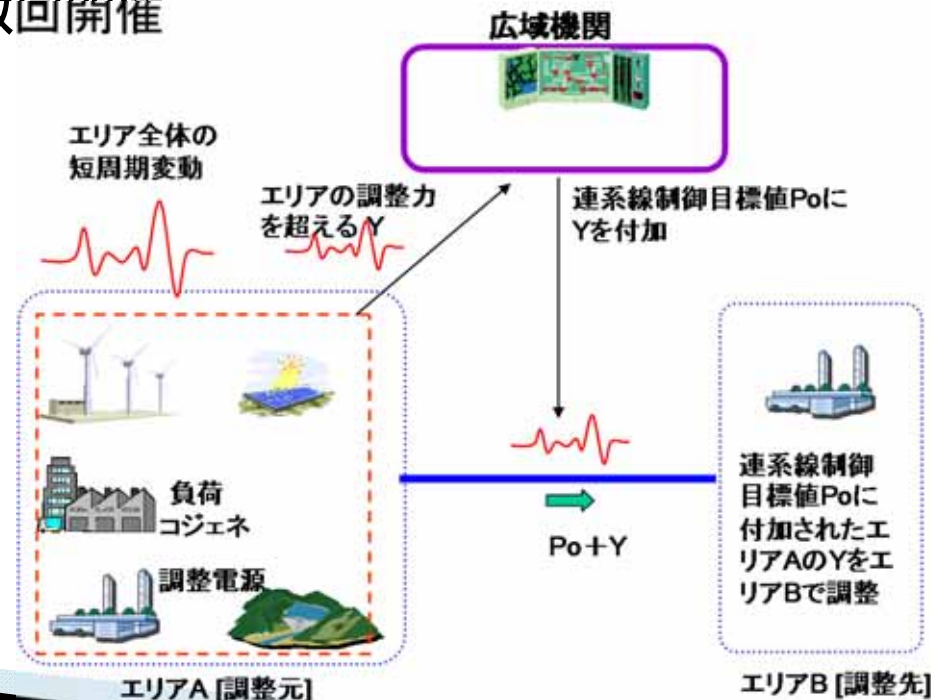 回開催
広域機関
エリア全体の
短周期変動
エリアの調整力
を超えるY
連系線制御目標値Poに
Yを付加
負荷
コジェネ
調整電源
Po+Y
連系線制御
目標値Poに
付加されたエ
リアAのYをエ
リアBで調整
エリアA [調整元]
エリアB [調整先]